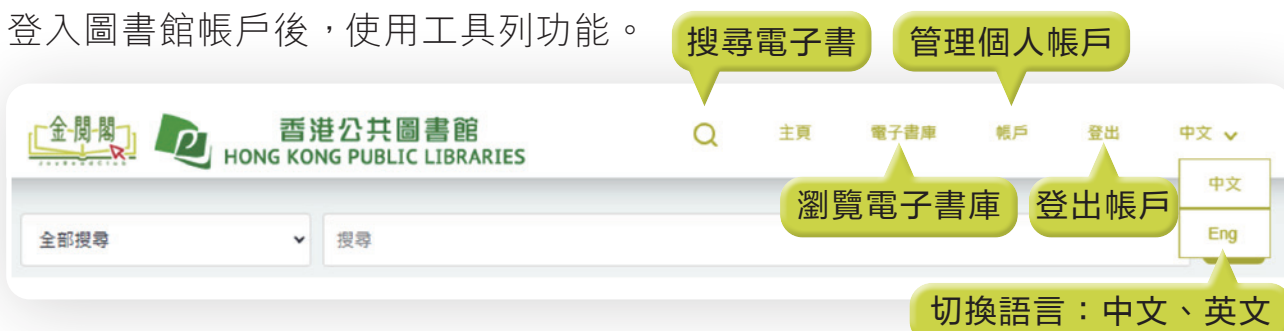 登入圖書館帳戶後，使用工具列功能。
搜尋電子書
管理個人帳戶
金閱閣
香港公共圖書館
HONG KONG PUBLIC LIBRARIES
主頁 電子書庫 帳戶 登出 中文
瀏覽電子書庫
登出帳戶
中文
全部搜尋 搜尋
Eng
切換語言：中文、英文